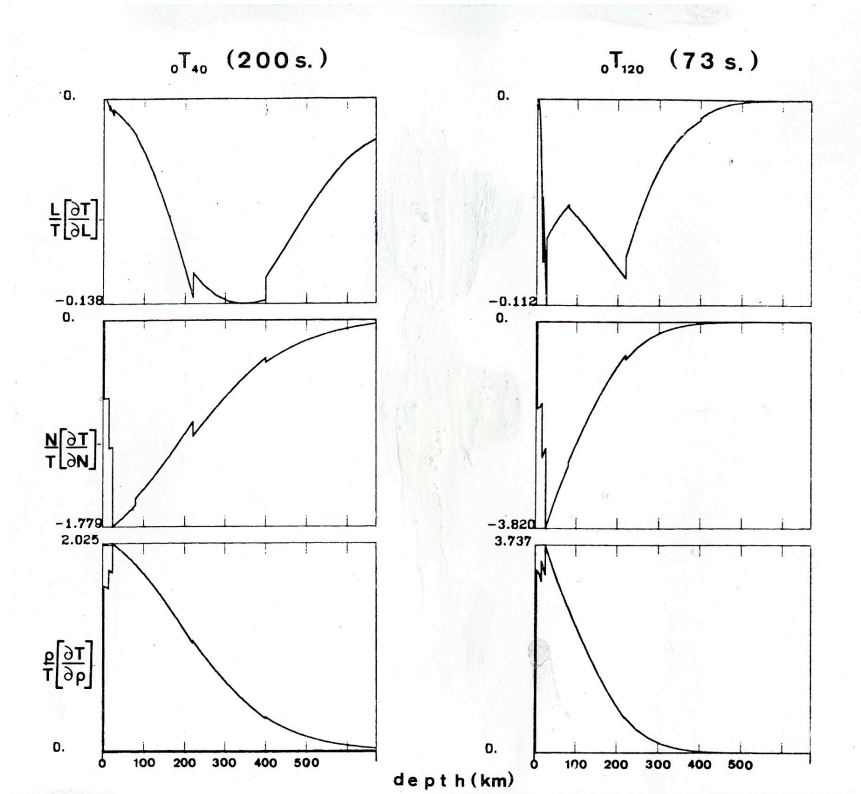 ₀T₄₀ (200 s.)
₀T₁₂₀ (73 s.)
0.
L/T[∂T/∂L]
-0.138
0.
-0.112
0.
N/T[∂T/∂N]
-1.779
0.
-3.820
2.025
ρ/T[∂T/∂ρ]
0.
3.737
0.
0 100 200 300 400 500
0 100 200 300 400 500
depth(km)